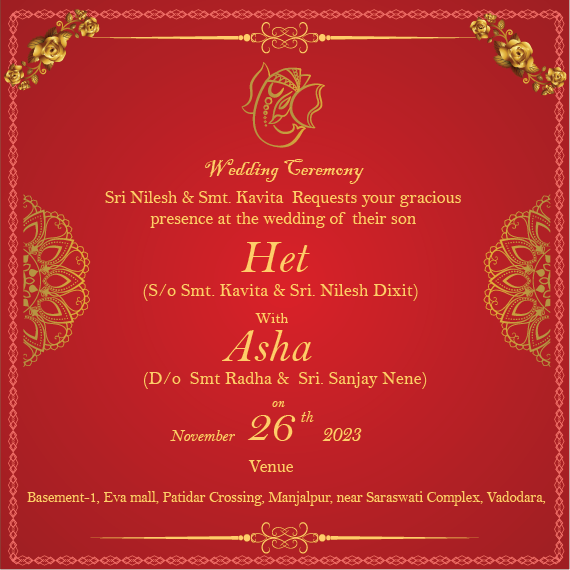 Wedding Ceremony
Sri Nilesh & Smt. Kavita Requests your gracious
presence at the wedding of their son
Het
(S/o Smt. Kavita & Sri. Nilesh Dixit)
With
Asha
(D/o Smt Radha & Sri. Sanjay Nene)
on
November 26th 2023
Venue
Basement-1, Eva mall, Patidar Crossing, Manjalpur, near Saraswati Complex, Vadodara,